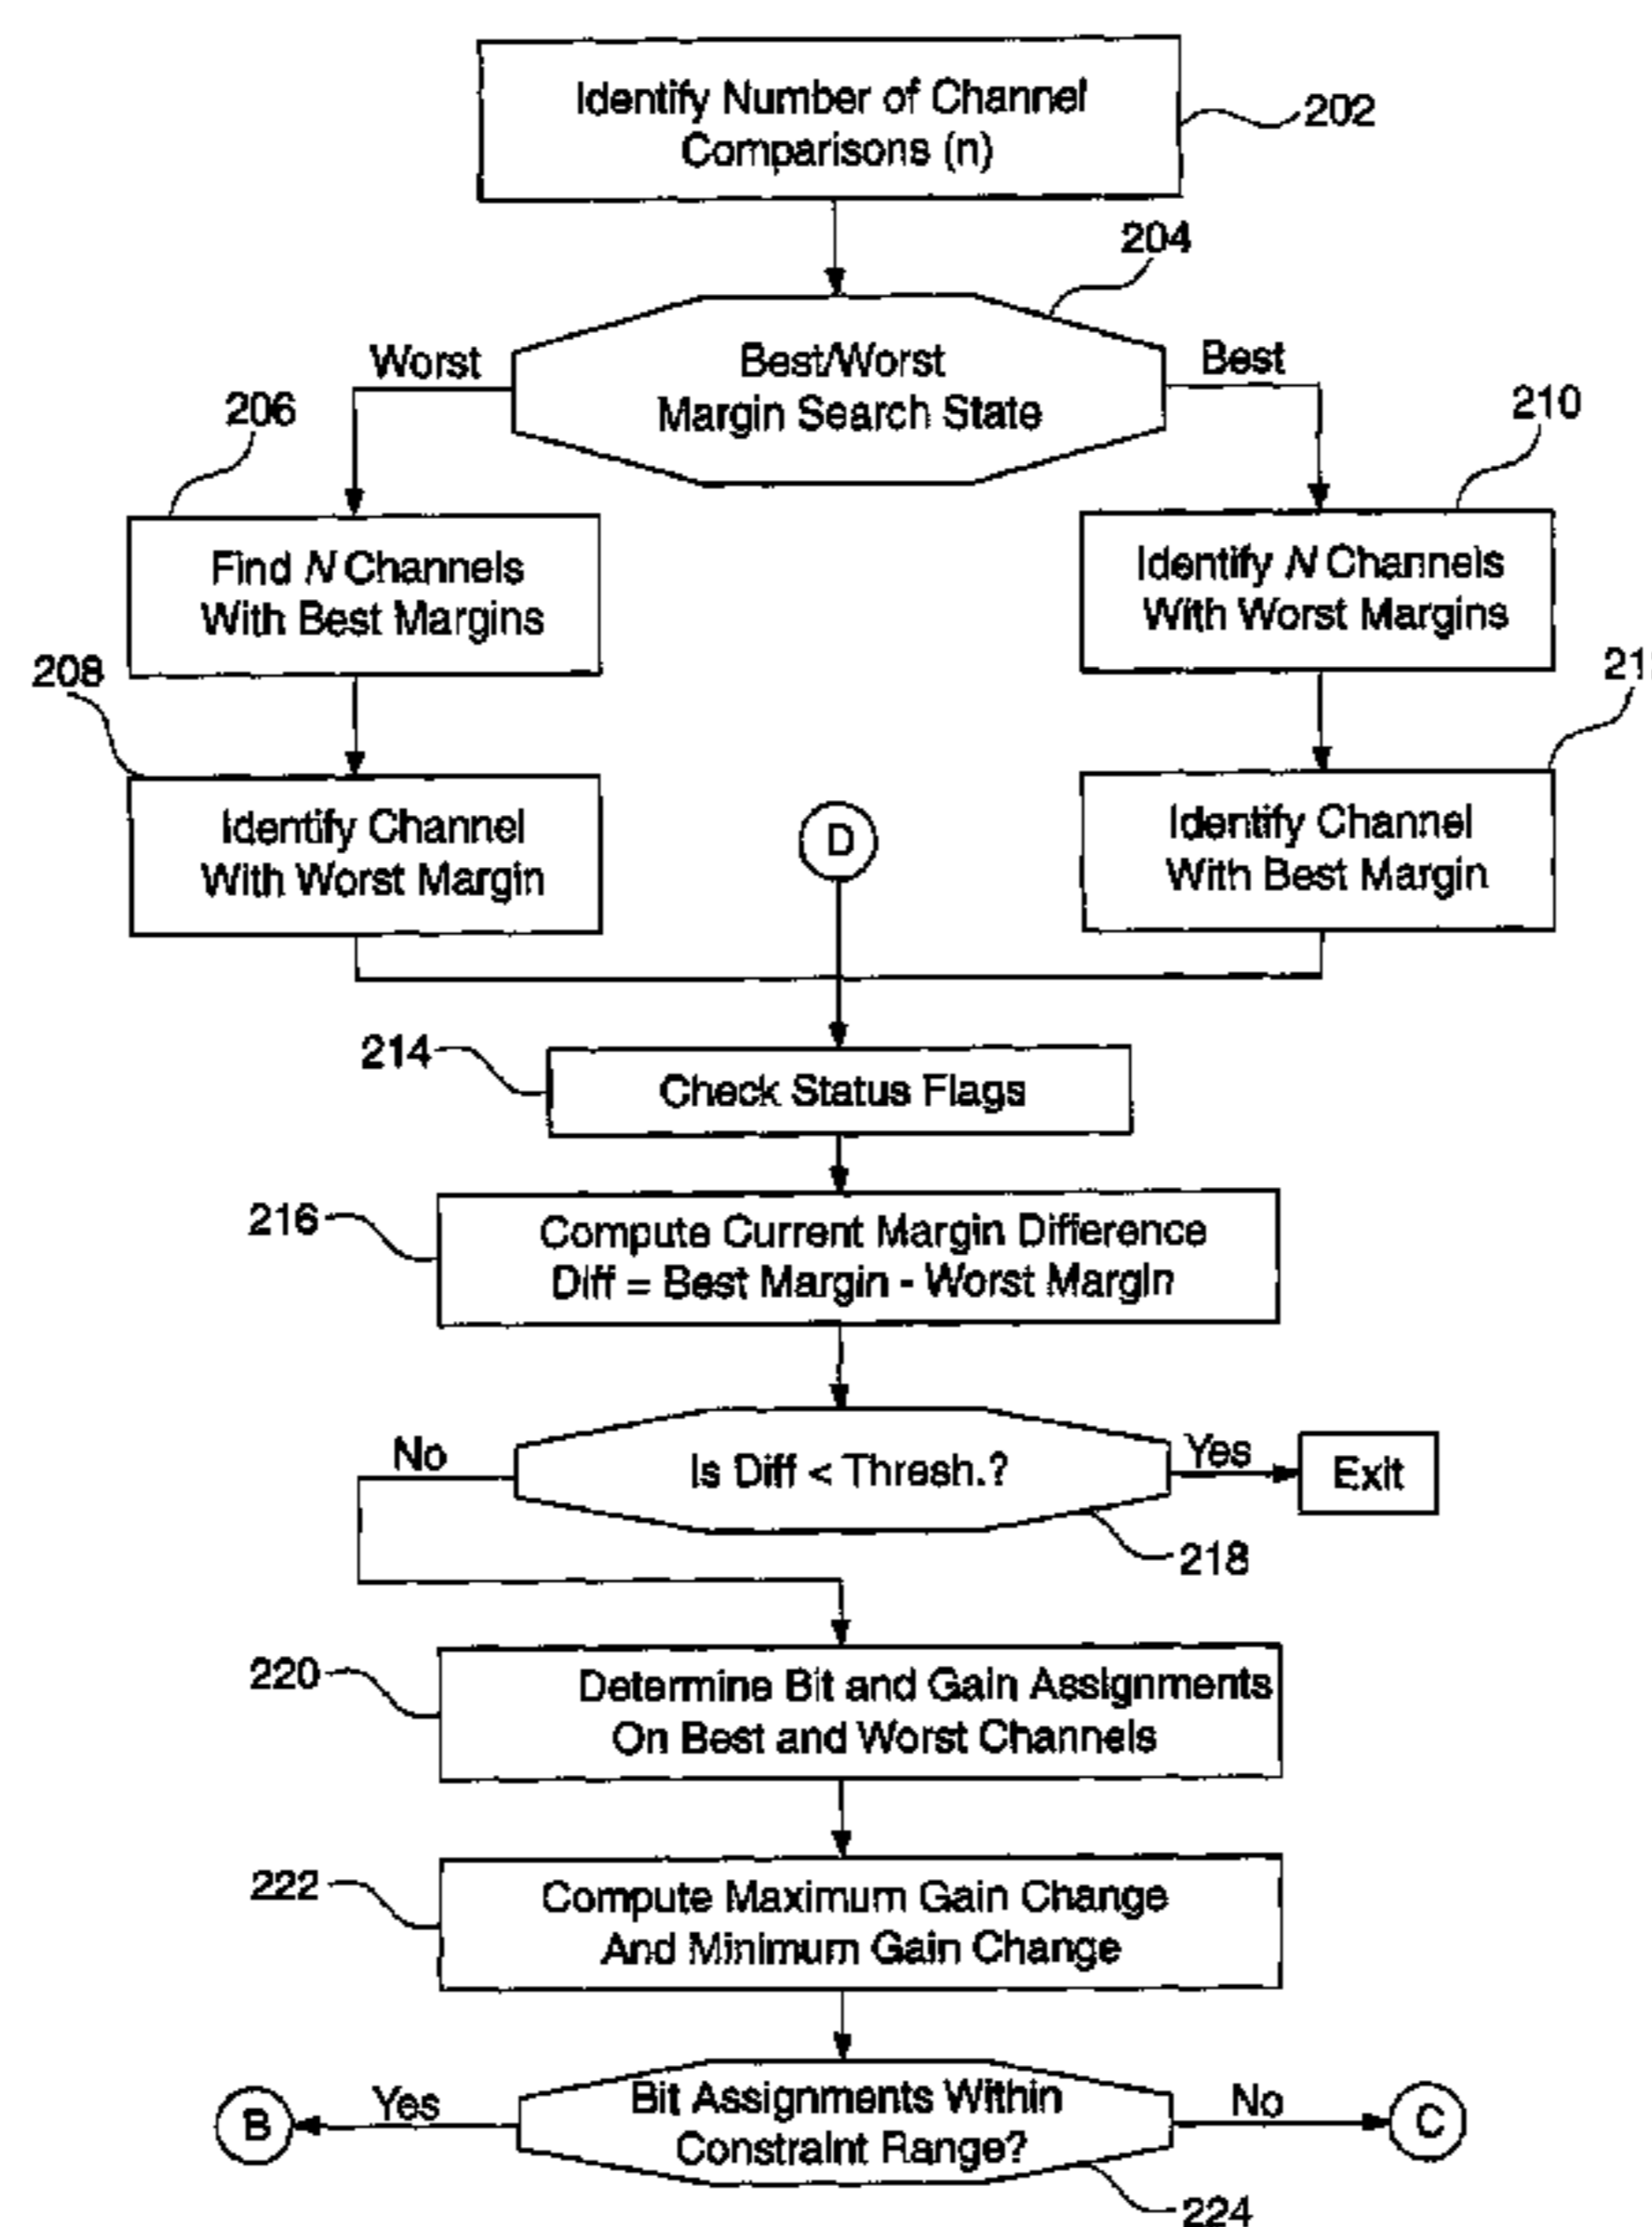 Identify Number of Channel
Comparisons (n)
202
204
Worst
Best/Worst
Margin Search State
Best
206
210
Find N Channels
With Best Margins
Identify N Channels
With Worst Margins
208
21
Identify Channel
With Worst Margin
D
Identify Channel
With Best Margin
214
Check Status Flags
216
Compute Current Margin Difference
Diff = Best Margin - Worst Margin
No
Is Diff < Thresh.?
Yes
Exit
218
220
Determine Bit and Gain Assignments
On Best and Worst Channels
222
Compute Maximum Gain Change
And Minimum Gain Change
B
Yes
Bit Assignments Within
Constraint Range?
No
C
224